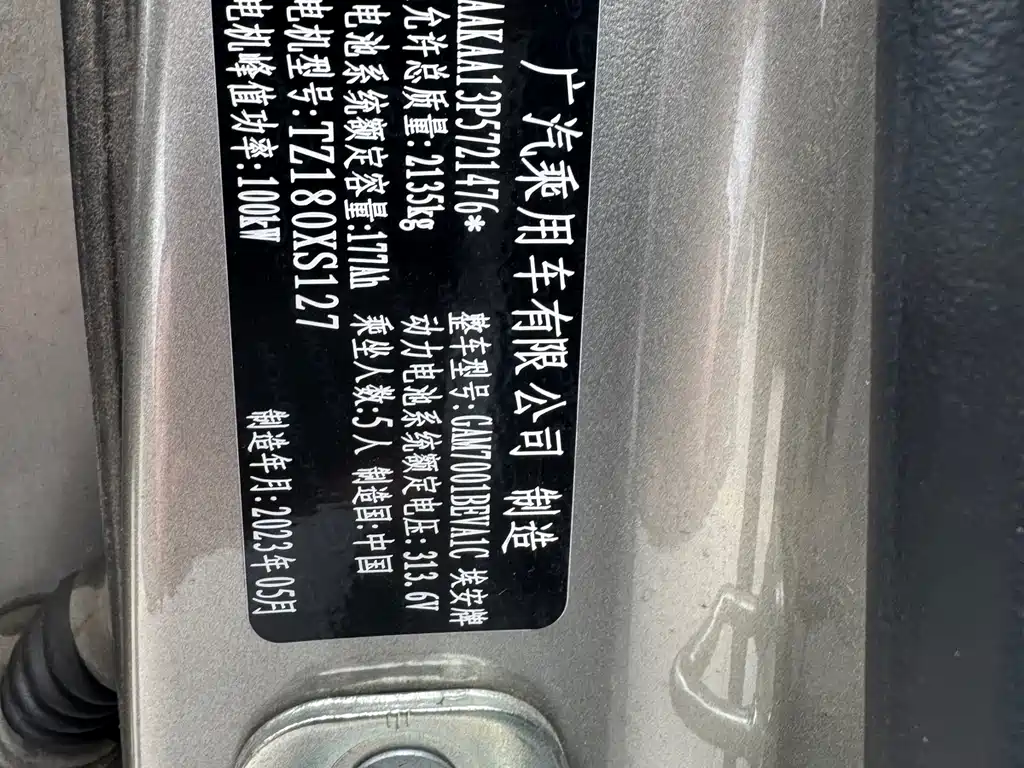 广汽乘用车有限公司 制造
AAKAA13P5721476* 整车型号:GAM7001BEVA1C 埃安牌
允许总质量:2135kg 动力电池系统额定电压:313.6V
电池系统额定容量:177Ah 乘坐人数:5人 制造国:中国
电机型号:TZ180XS127
电机峰值功率:100kW 制造年月:2023年05月